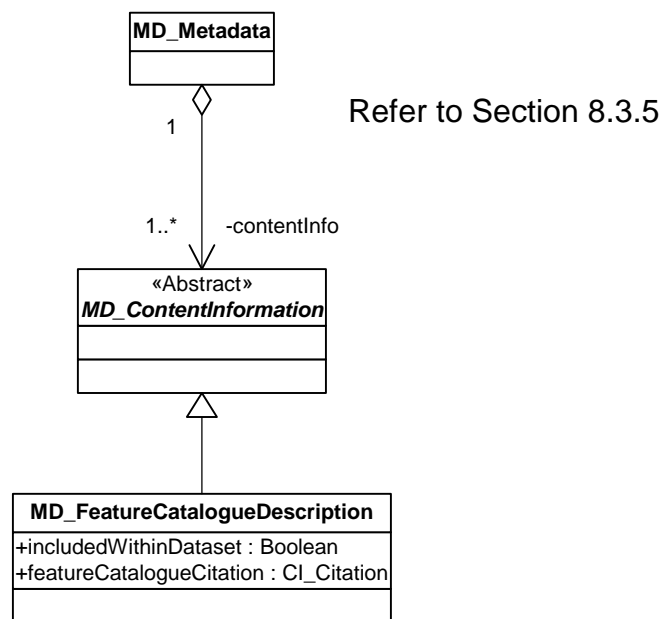 MD_Metadata
Refer to Section 8.3.5
1
1..* -contentInfo
«Abstract»
MD_ContentInformation
MD_FeatureCatalogueDescription
+includedWithinDataset : Boolean
+featureCatalogueCitation : CI_Citation